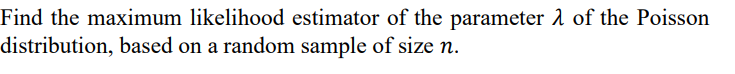 Find the maximum likelihood estimator of the parameter λ of the Poisson
distribution, based on a random sample of size n.